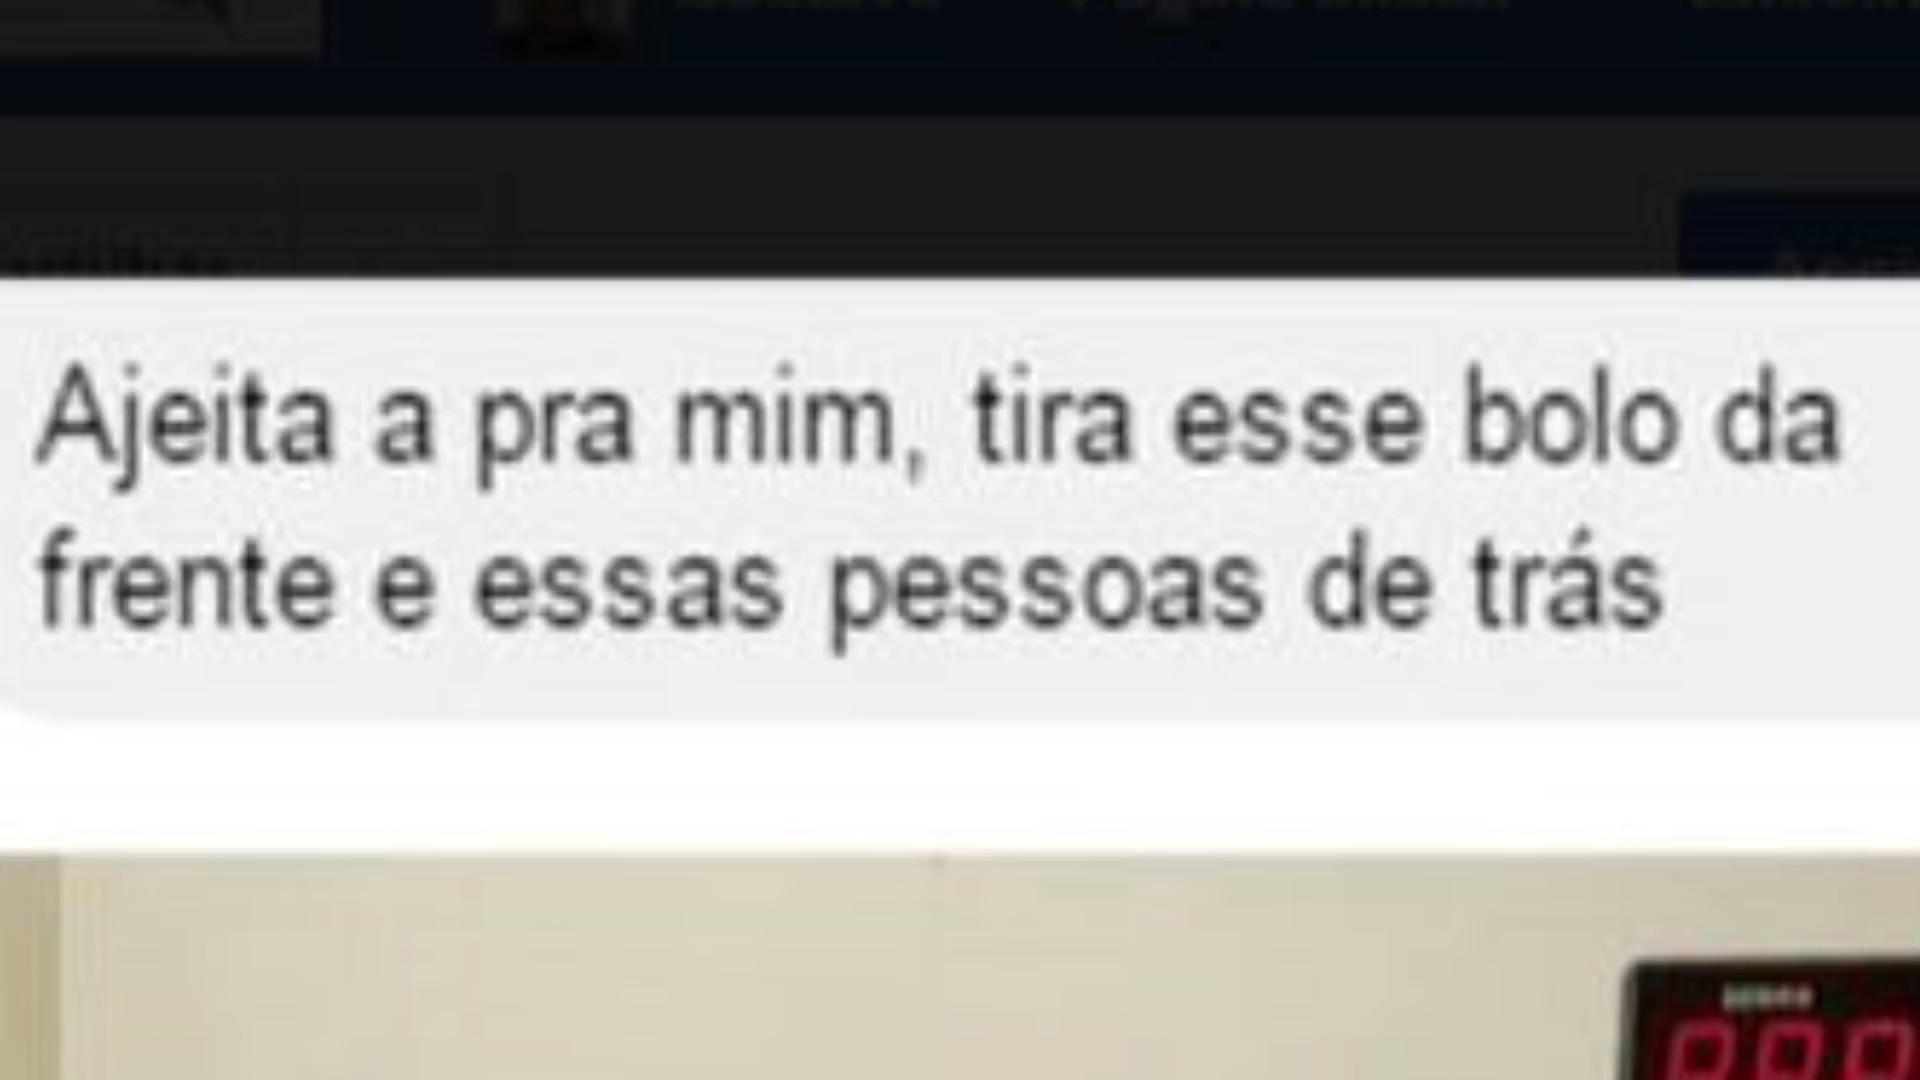 Ajeita a pra mim, tira esse bolo da
frente e essas pessoas de trás